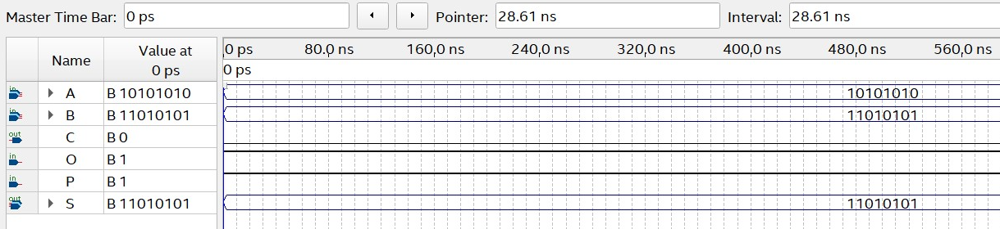 Master Time Bar: 0 ps Pointer: 28.61 ns Interval: 28.61 ns
Name Value at 0 ps 0 ps 80.0 ns 160.0 ns 240.0 ns 320.0 ns 400.0 ns 480.0 ns 560.0 ns
0 ps
in A B 10101010 10101010
in B B 11010101 11010101
out C B 0
in O B 1
in P B 1
out S B 11010101 11010101